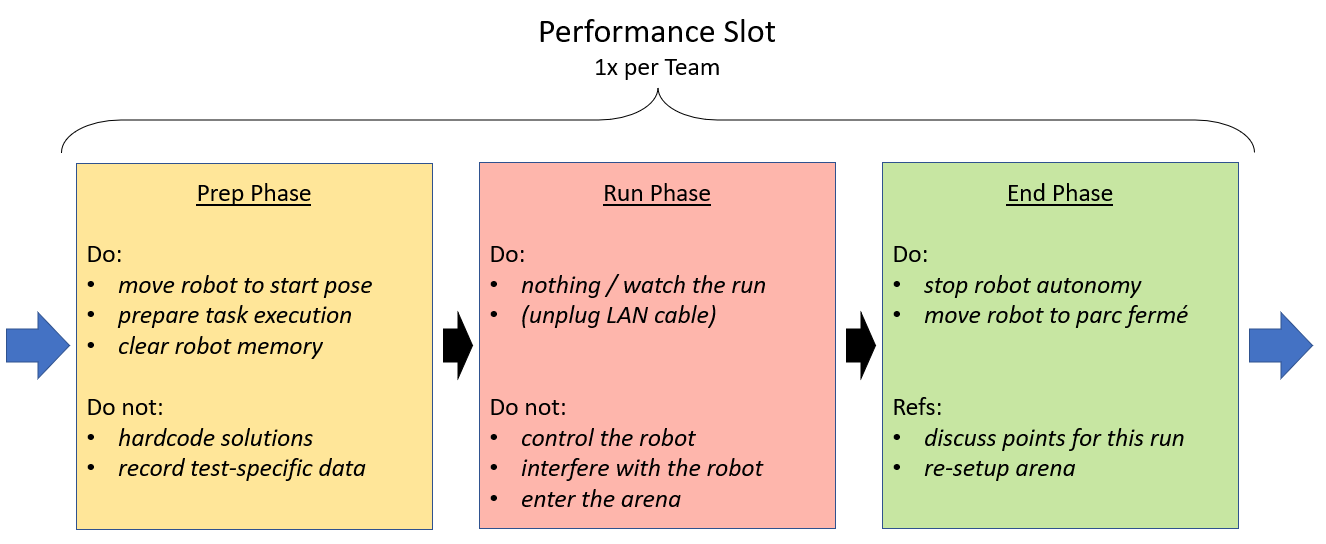 Performance Slot
1x per Team
Prep Phase
Do:
• move robot to start pose
• prepare task execution
• clear robot memory
Do not:
• hardcode solutions
• record test-specific data
Run Phase
Do:
• nothing / watch the run
• (unplug LAN cable)
Do not:
• control the robot
• interfere with the robot
• enter the arena
End Phase
Do:
• stop robot autonomy
• move robot to parc fermé
Refs:
• discuss points for this run
• re-setup arena